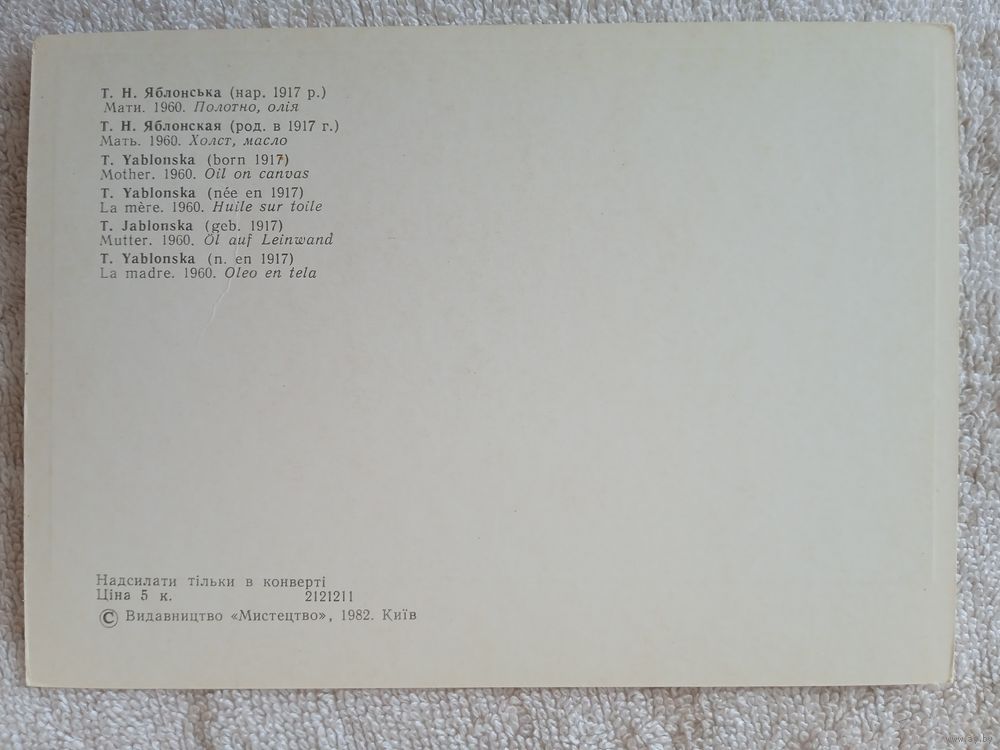 Т. Н. Яблонська (нар. 1917 р.)
Мати. 1960. Полотно, олія
Т. Н. Яблонская (род. в 1917 г.)
Мать. 1960. Холст, масло
T. Yablonska (born 1917)
Mother. 1960. Oil on canvas
T. Yablonska (née en 1917)
La mère. 1960. Huile sur toile
T. Jablonska (geb. 1917)
Mutter. 1960. Öl auf Leinwand
T. Yablonska (n. en 1917)
La madre. 1960. Oleo en tela
Надсилати тільки в конверті
Ціна 5 к. 2121211
© Видавництво «Мистецтво», 1982. Київ
www.ay.by